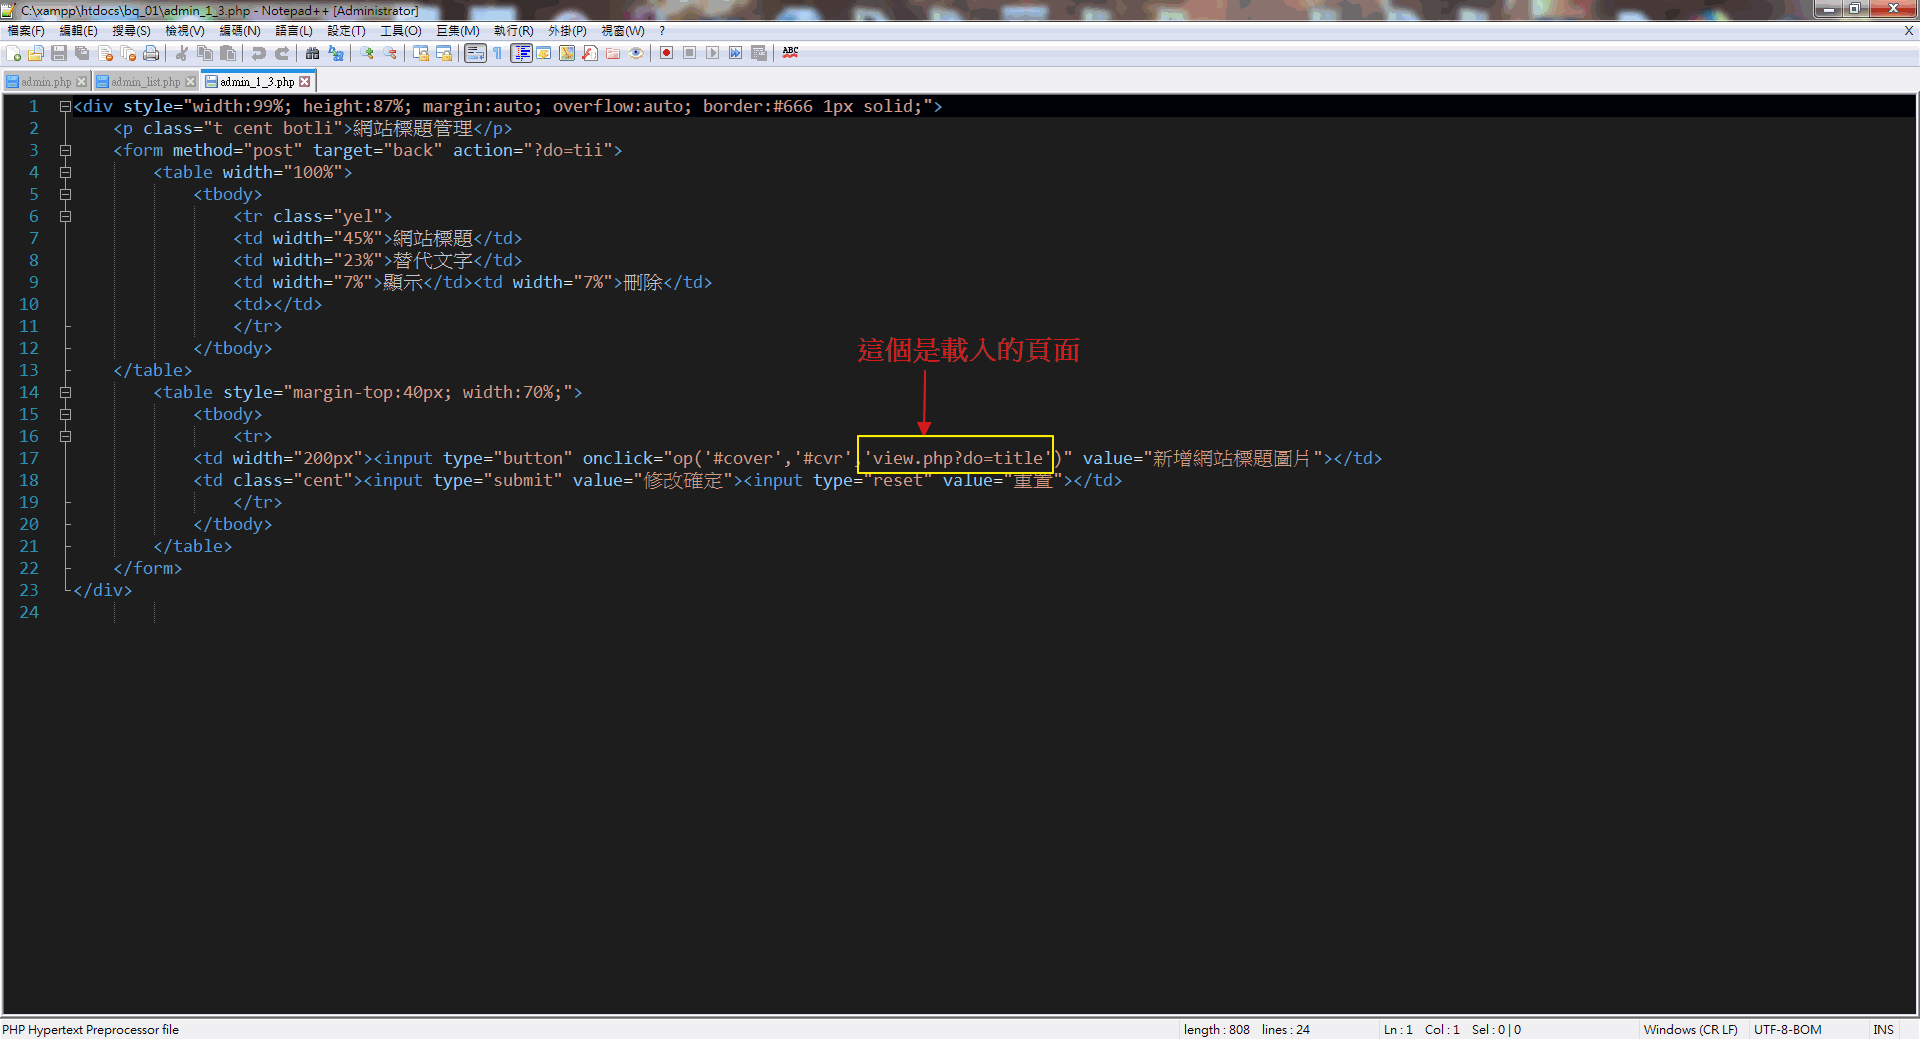 C:\xampp\htdocs\bq_01\admin_1_3.php - Notepad++ [Administrator]
檔案(F) 編輯(E) 搜尋(S) 檢視(V) 編碼(N) 語言(L) 設定(T) 工具(O) 巨集(M) 執行(R) 外掛(P) 視窗(W) ? X
ABC
admin.php admin_list.php admin_1_3.php
1 <div style="width:99%; height:87%; margin:auto; overflow:auto; border:#666 1px solid;">
2 <p class="t cent botli">網站標題管理</p>
3 <form method="post" target="back" action="?do=tii">
4 <table width="100%">
5 <tbody>
6 <tr class="yel">
7 <td width="45%">網站標題</td>
8 <td width="23%">替代文字</td>
9 <td width="7%">顯示</td><td width="7%">刪除</td>
10 <td></td>
11 </tr>
12 </tbody>
這個是載入的頁面
13 </table>
14 <table style="margin-top:40px; width:70%;">
15 <tbody>
16 <tr>
17 <td width="200px"><input type="button" onclick="op('#cover','#cvr','view.php?do=title')" value="新增網站標題圖片"></td>
18 <td class="cent"><input type="submit" value="修改確定"><input type="reset" value="重置"></td>
19 </tr>
20 </tbody>
21 </table>
22 </form>
23 </div>
24
PHP Hypertext Preprocessor file length : 808 lines : 24 Ln : 1 Col : 1 Sel : 0 | 0 Windows (CR LF) UTF-8-BOM INS